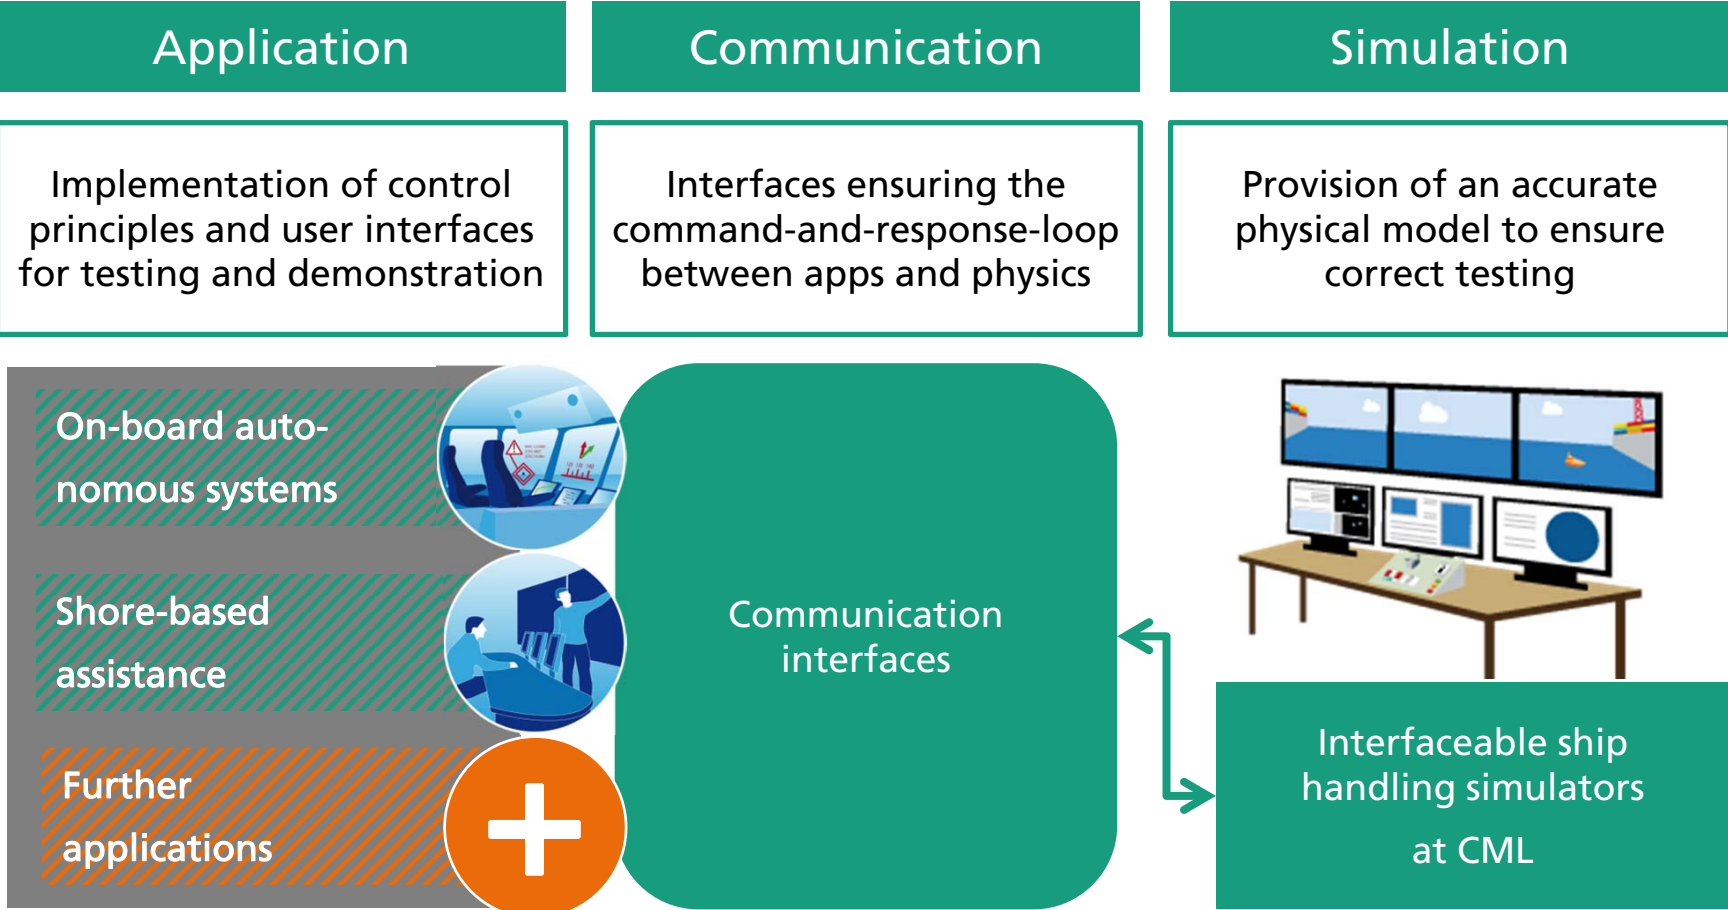 Application
Communication
Simulation
Implementation of control
principles and user interfaces
for testing and demonstration
Interfaces ensuring the
command-and-response-loop
between apps and physics
Provision of an accurate
physical model to ensure
correct testing
On-board auto-
nomous systems
Shore-based
assistance
Further
applications
Communication
interfaces
Interfaceable ship
handling simulators
at CML